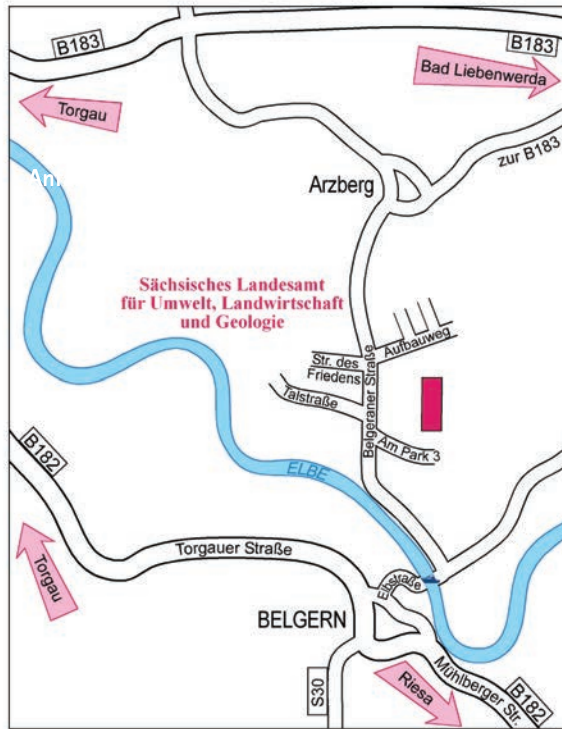 B183
B183
Bad Liebenwerda
Torgau
zur B183
Arzberg
Sächsisches Landesamt
für Umwelt, Landwirtschaft
und Geologie
Aufbauweg
Str. des
Friedens
Belgeraner Straße
Talstraße
Am Park 3
B182
ELBE
Torgauer Straße
Torgau
Elbstraße
BELGERN
Mühlberger Str.
B182
Riesa
S30